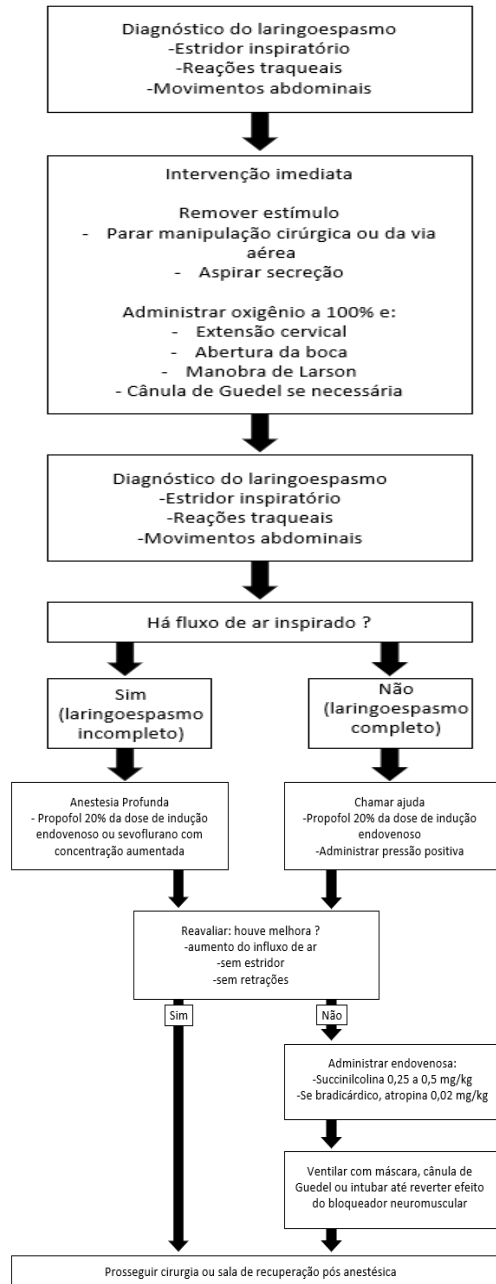 Diagnóstico do laringoespasmo
-Estridor inspiratório
-Reações traqueais
-Movimentos abdominais
Intervenção imediata
Remover estímulo
- Parar manipulação cirúrgica ou da via
aérea
- Aspirar secreção
Administrar oxigênio a 100% e:
- Extensão cervical
- Abertura da boca
- Manobra de Larson
- Cânula de Guedel se necessária
Diagnóstico do laringoespasmo
-Estridor inspiratório
-Reações traqueais
-Movimentos abdominais
Há fluxo de ar inspirado ?
Sim
(laringoespasmo
incompleto)
Não
(laringoespasmo
completo)
Anestesia Profunda
- Propofol 20% da dose de indução
endovenoso ou sevoflurano com
concentração aumentada
Chamar ajuda
-Propofol 20% da dose de indução
endovenoso
-Administrar pressão positiva
Reavaliar: houve melhora ?
-aumento do influxo de ar
-sem estridor
-sem retrações
Sim
Não
Administrar endovenosa:
-Succinilcolina 0,25 a 0,5 mg/kg
-Se bradicárdico, atropina 0,02 mg/kg
Ventilar com máscara, cânula de
Guedel ou intubar até reverter efeito
do bloqueador neuromuscular
Prosseguir cirurgia ou sala de recuperação pós anestésica